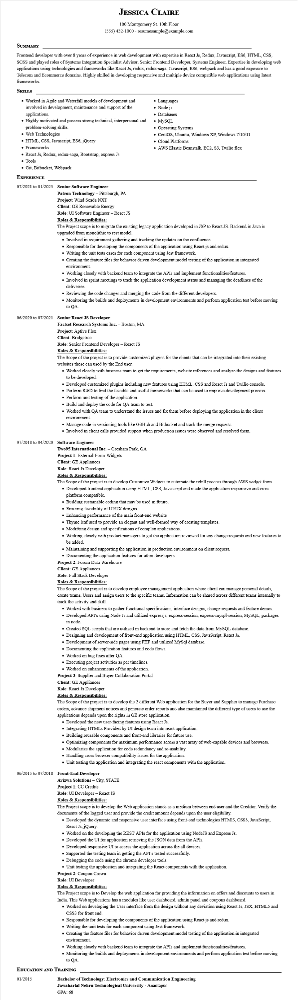 Jessica Claire
100 Montgomery St. 10th Floor
(555) 432-1000 - resumesample@example.com
Summary
Frontend developer with over 8 years of experience in web development with expertise in React Js, Redux, Javascript, ES6, HTML, CSS,
SCSS and played roles of Systems Integration Specialist Advisor, Senior Frontend Developer, Systems Engineer. Expertise in developing web
applications using technologies and frameworks like React Js, redux, redux-saga, Javascript, ES6, webpack and has a good exposure to
Telecom and Ecommerce domains. Highly skilled in developing responsive and multiple device compatible web applications using latest
frameworks.
Skills
• Worked in Agile and Waterfall models of development and
involved in development, maintenance and support of the
applications.
• Highly motivated and possess strong technical, interpersonal and
problem-solving skills.
• Web Technologies
• HTML, CSS, Javascript, ES6, jQuery
• Frameworks
• React Js, Redux, redux-saga, Bootstrap, express Js
• Tools
• Git, Bitbucket, Webpack
• Languages
• Node js
• Databases
• MySQL
• Operating Systems
• CentOS, Ubuntu, Windows XP, Windows 7/10/11
• Cloud Platforms
• AWS Elastic Beanstalk, EC2, S3, Twilio flex
Experience
07/2021 to 01/2023 Senior Software Engineer
Patron Technology – Pittsburgh, PA
Project: Wind Scada NXT
Client: GE Renewable Energy
Role: UI Software Engineer – React JS
Roles & Responsibilities:
The Project scope is to migrate the existing legacy application developed in JSP to React JS. Backend in Java is
upgraded from monolithic to rest model.
• Involved in requirement gathering and tracking the updates on the confluence.
• Responsible for developing the components of the application using React js and redux.
• Writing the unit tests cases for each component using Jest framework.
• Creating the feature files for behavior driven development model testing of the application in integrated
environment.
• Working closely with backend team to integrate the APIs and implement functionalities/features.
• Involved in sprint meetings to track the application development status and managing the deadlines of the
deliveries.
• Reviewing the code changes and merging the code from the different developers.
• Monitoring the builds and deployments in development environments and perform application test before moving
to QA.
06/2020 to 07/2021 Senior React JS Developer
Factset Research Systems Inc. – Boston, MA
Project: Aptive Flex
Client: Bridgetree
Role: Senior Frontend Developer – React JS
Roles & Responsibilities:
The Scope of the project is to provide customized plugins for the clients that can be integrated into their existing
websites those can used by the End user.
• Worked closely with business team to get the requirements, website references and analyze the designs and features
to be developed.
• Developed customized plugins including new features using HTML, CSS and React Js and Twilio console.
• Perform R&D to find the feasible and useful frameworks that can be used to improve development process.
• Perform unit testing of the application.
• Build and deploy the code for QA team to test.
• Worked with QA team to understand the issues and fix them before deploying the application in the client
environment.
• Manage code in versioning tools like GitHub and Bitbucket and track the merge requests.
• Involved in client calls provided support when production issues were observed and resolved them.
07/2018 to 04/2020 Software Engineer
Two95 International Inc. – Gresham Park, GA
Project 1: External-Form-Widgets
Client: GE Appliances
Role: React Js Developer
Roles & Responsibilities:
The Scope of the project is to develop Customize Widgets to automate the rebill process through AWS widget form.
• Developed frontend application using HTML, CSS, Javascript and made the application responsive and cross
platform compatible.
• Building sustainable coding that may be used in future.
• Ensuring feasibility of UI/UX designs.
• Enhancing performance of the main front-end website
• Thyme leaf used to provide an elegant and well-formed way of creating templates.
• Modifying design and specifications of complex applications.
• Working closely with product managers to get the application reviewed for any change requests and new features to
be added.
• Maintaining and supporting the application in production environment on client request.
• Documenting the application features for other developers.
Project 2: Forum Data Warehouse
Client: GE Appliances
Role: Full Stack Developer
Roles & Responsibilities:
The Scope of the project is to develop employee management application where client can manage personal details,
create teams, Users and assign users to the specific teams. Information can be shared across different teams internally to
track the activity and skill.
• Worked with business to gather functional specifications, interface designs, change requests and feature demos.
• Developed API's using Node Js and utilized expressjs, express-session, express-myspl-session, MySQL, packages
in node.
• Created SQL scripts that are utilized in backend to store and fetch the data from MySQL database.
• Designing and development of front-end application using HTML, CSS, JavaScript, React Js.
• Development of server-side pages using PHP and utilized MySql database.
• Documenting the application features and code flows.
• Worked on bug fixes after QA.
• Executing project activities as per timelines.
• Worked on enhancements of the application.
Project 3: Supplier and Buyer Collaboration Portal
Client: GE Appliances
Role: React Js Developer
Roles & Responsibilities:
The Scope of the project is to develop the 2 different Web application for the Buyer and Supplier to manage Purchase
orders, advance shipment notices and generate order reports and also maintained the different type of users to use the
applications depends upon the rights in GE store application.
• Developed the new user-facing features using React Js.
• Integrating HTMLs Provided by UI design team into react application.
• Building reusable components and front-end libraries for future use.
• Optimizing components for maximum performance across a vast array of web-capable devices and browsers.
• Modularize the application for code redundancy and re-usability.
• Handling cross browser compatibility issues for the application.
• Unit testing the application and integrating the react components with the application.
06/2015 to 07/2018 Front-End Developer
Avizwa Solutions – City, STATE
Project 1: CC Credits
Role: UI Developer – React JS
Roles & Responsibilities:
The Project scope is to develop the Web application stands as a medium between end user and the Creditor. Verify the
documents of the logged user and provide the credit amount depends upon the user eligibility.
• Developed the dynamic and responsive user interface using front-end technologies HTMl5, CSS3, JavaScript,
React Js, jQuery.
• Worked on the developing the REST APIs for the application using NodeJS and Express Js.
• Developed the UI for application retrieving the JSON data from the APIs.
• Developed responsive UI to access the application across the all devices.
• Supported the testing team in getting the API's tested successfully.
• Debugging the code using the chrome developer tools.
• Unit testing the application and integrating the React components with the application.
Project 2: Coupon Crown
Role: UI Developer
Roles & Responsibilities:
The Project scope is to Develop the web application for providing the information on offers and discounts to users in
India. This Web applications has a modules like user dashboard, admin panel and coupons dashboard.
• Worked on developing the User interface from the design without any deviation using React Js, JSX, HTML5 and
CSS3 for front end.
• Responsible for developing the components of the application using React js and redux.
• Writing the unit tests for each component using Jest framework.
• Creating the feature files for behavior driven development model testing of the application in integrated
environment.
• Working closely with backend team to integrate the APIs and implement functionalities/features.
• Monitoring the builds and deployments in development environments and perform application test before moving
to QA.
Education and Training
01/2015 Bachelor of Technology: Electronics and Communication Engineering
Jawaharlal Nehru Technological University - Anantapur
GPA: 68